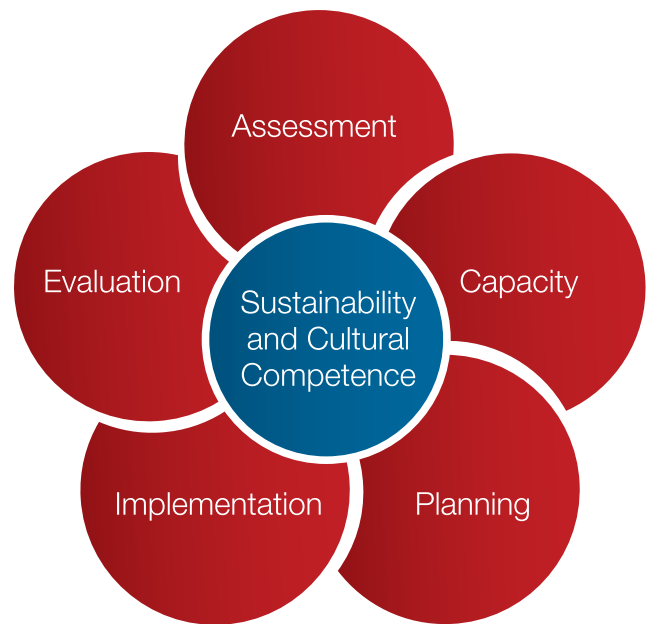 Assessment
Capacity
Planning
Implementation
Evaluation
Sustainability
and Cultural
Competence